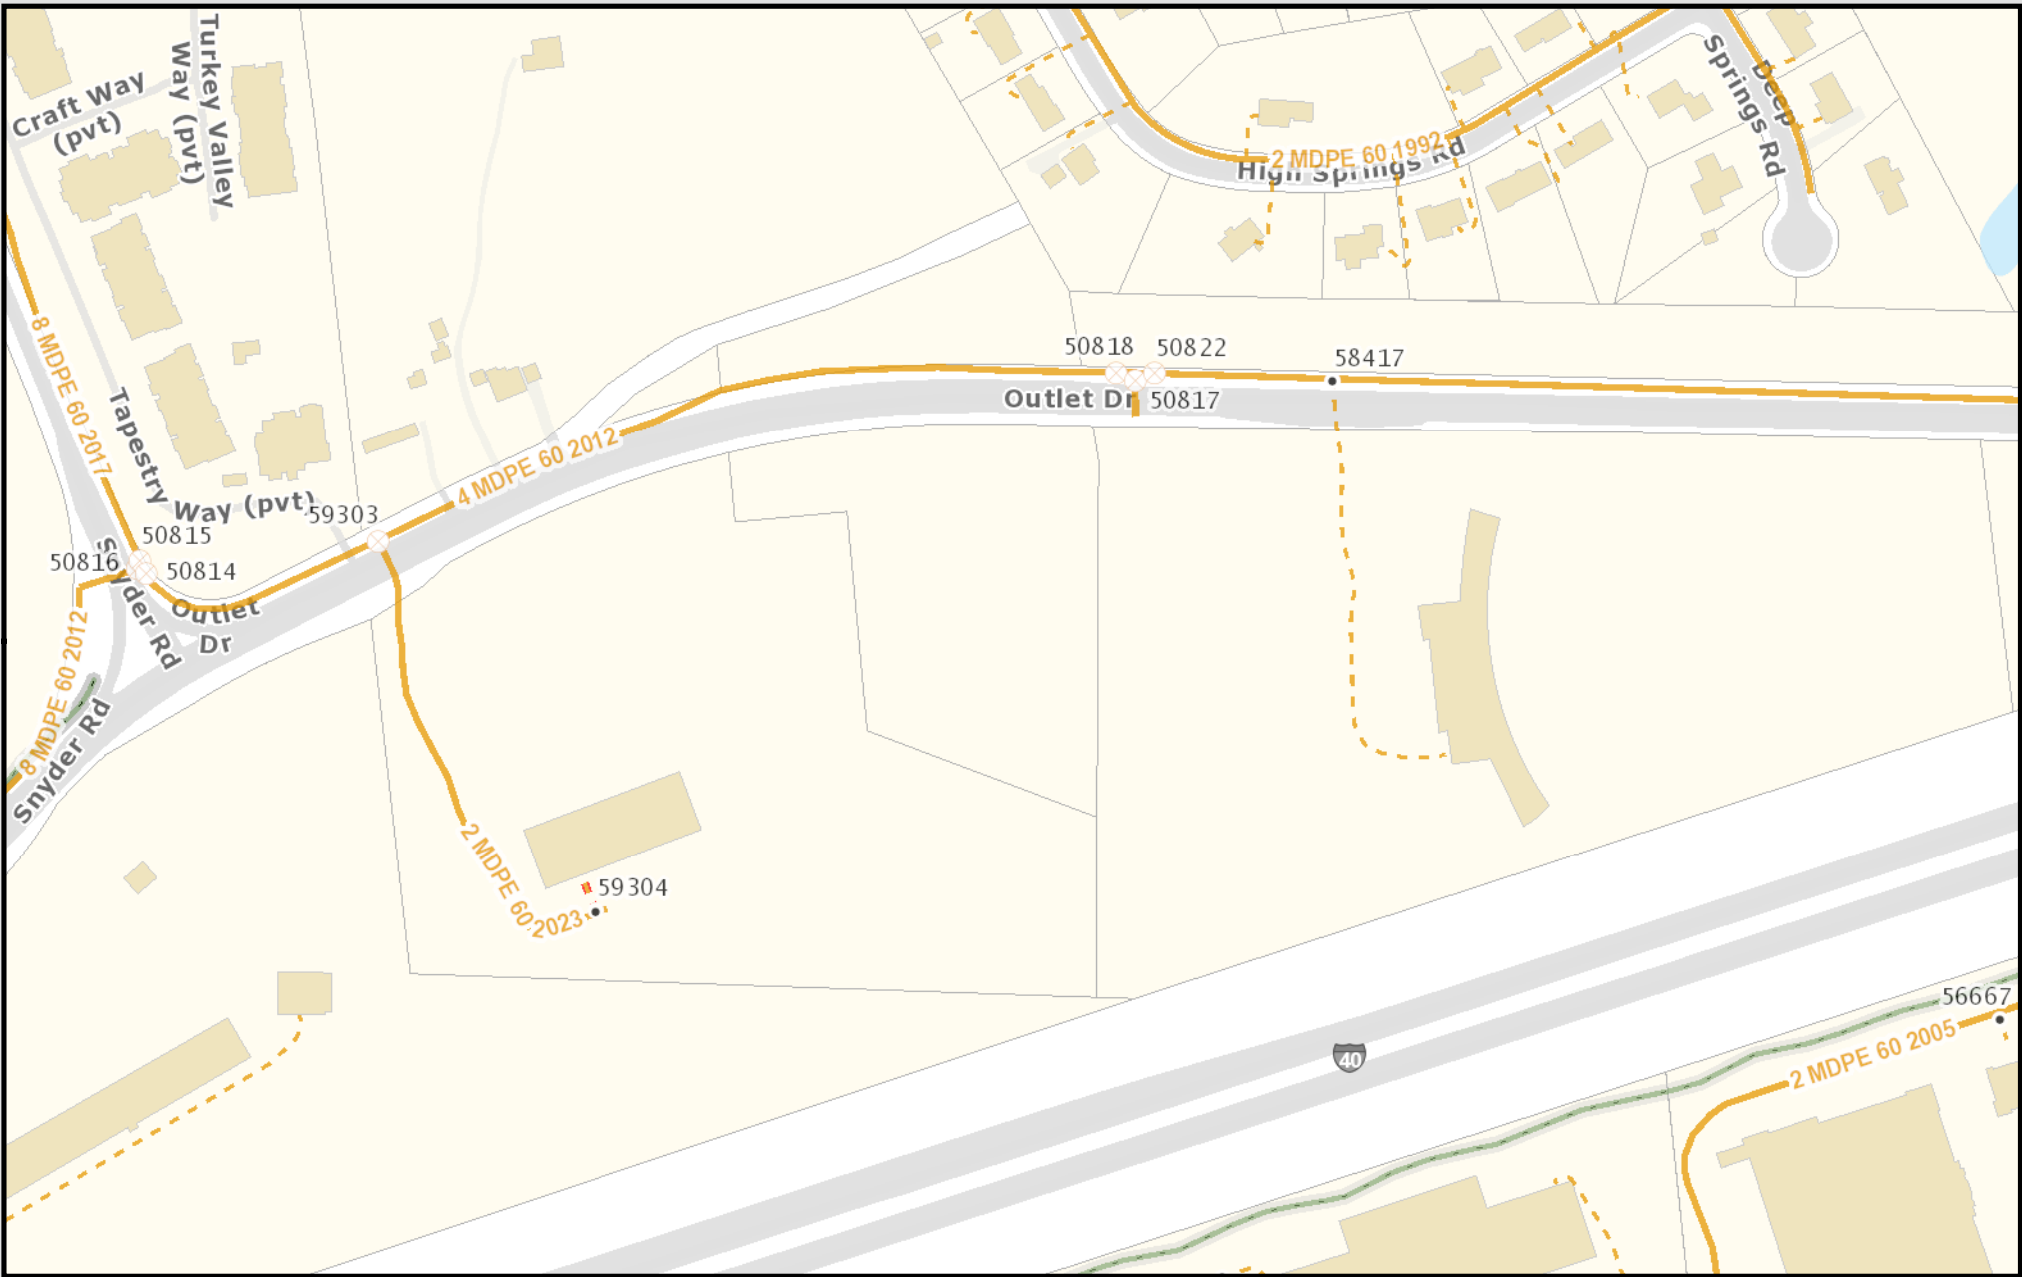 Turkey Valley
Way (pvt)
Craft Way
(pvt)
Springs Rd
Deep
2 MDPE 60 1992
High Springs Rd
8 MDPE 60 2017
50818
50822
58417
Outlet Dr
50817
Tapestry
Way (pvt)
4 MDPE 60 2012
59303
50815
50816
50814
Snyder Rd
Outlet
Dr
8 MDPE 60 2012
Snyder Rd
2 MDPE 60 2023
59304
56667
2 MDPE 60 2005
40